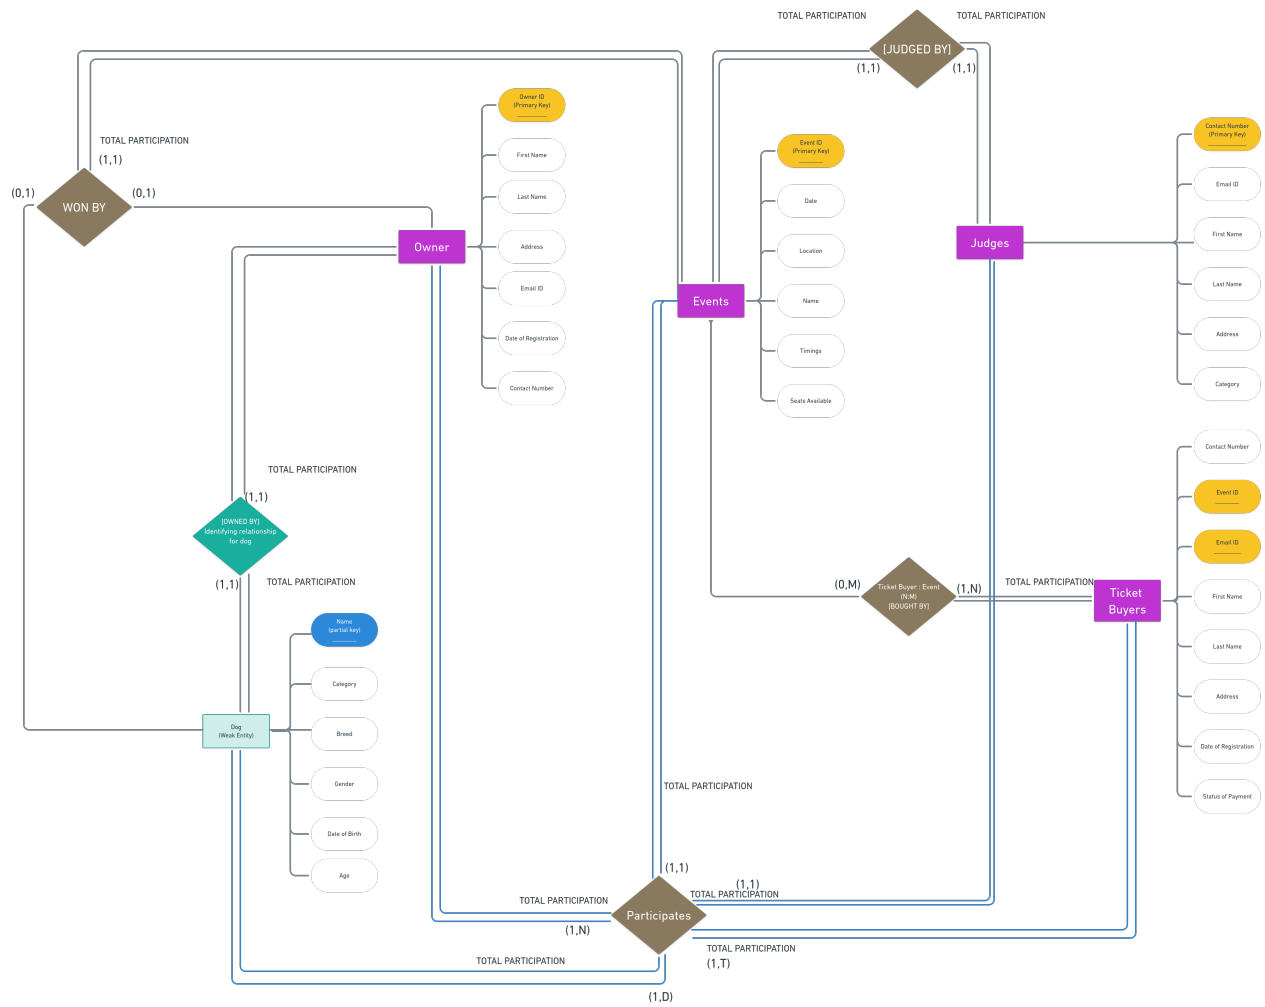 TOTAL PARTICIPATION
TOTAL PARTICIPATION
[JUDGED BY]
(1,1)
(1,1)
Owner ID
(Primary Key)
First Name
Last Name
Address
Email ID
Date of Registration
Contact Number
Event ID
(Primary Key)
Date
Location
Name
Timings
Seats Available
Contact Number
(Primary Key)
Email ID
First Name
Last Name
Address
Category
TOTAL PARTICIPATION
(1,1)
(0,1)
(0,1)
WON BY
Owner
Judges
Events
TOTAL PARTICIPATION
(1,1)
[OWNED BY]
Identifying relationship
for dog
(1,1)
TOTAL PARTICIPATION
Name
(partial key)
Category
Breed
Gender
Date of Birth
Age
Dog
(Weak Entity)
(0,M)
Ticket Buyer : Event
(N:M)
[BOUGHT BY]
(1,N)
TOTAL PARTICIPATION
Ticket
Buyers
Contact Number
Event ID
Email ID
First Name
Last Name
Address
Date of Registration
Status of Payment
TOTAL PARTICIPATION
(1,1)
(1,1)
TOTAL PARTICIPATION
TOTAL PARTICIPATION
Participates
(1,N)
TOTAL PARTICIPATION
(1,T)
TOTAL PARTICIPATION
(1,D)